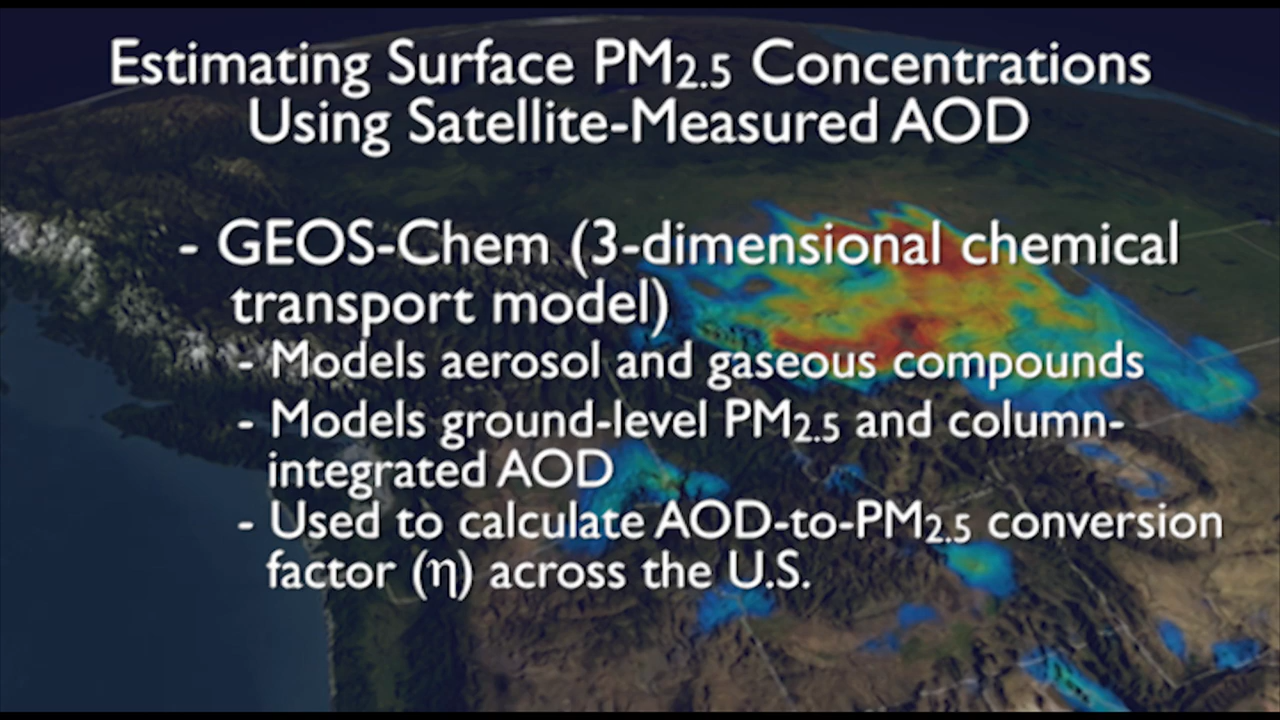 Estimating Surface PM2.5 Concentrations
Using Satellite-Measured AOD
- GEOS-Chem (3-dimensional chemical
transport model)
- Models aerosol and gaseous compounds
- Models ground-level PM2.5 and column-
integrated AOD
- Used to calculate AOD-to-PM2.5 conversion
factor (η) across the U.S.